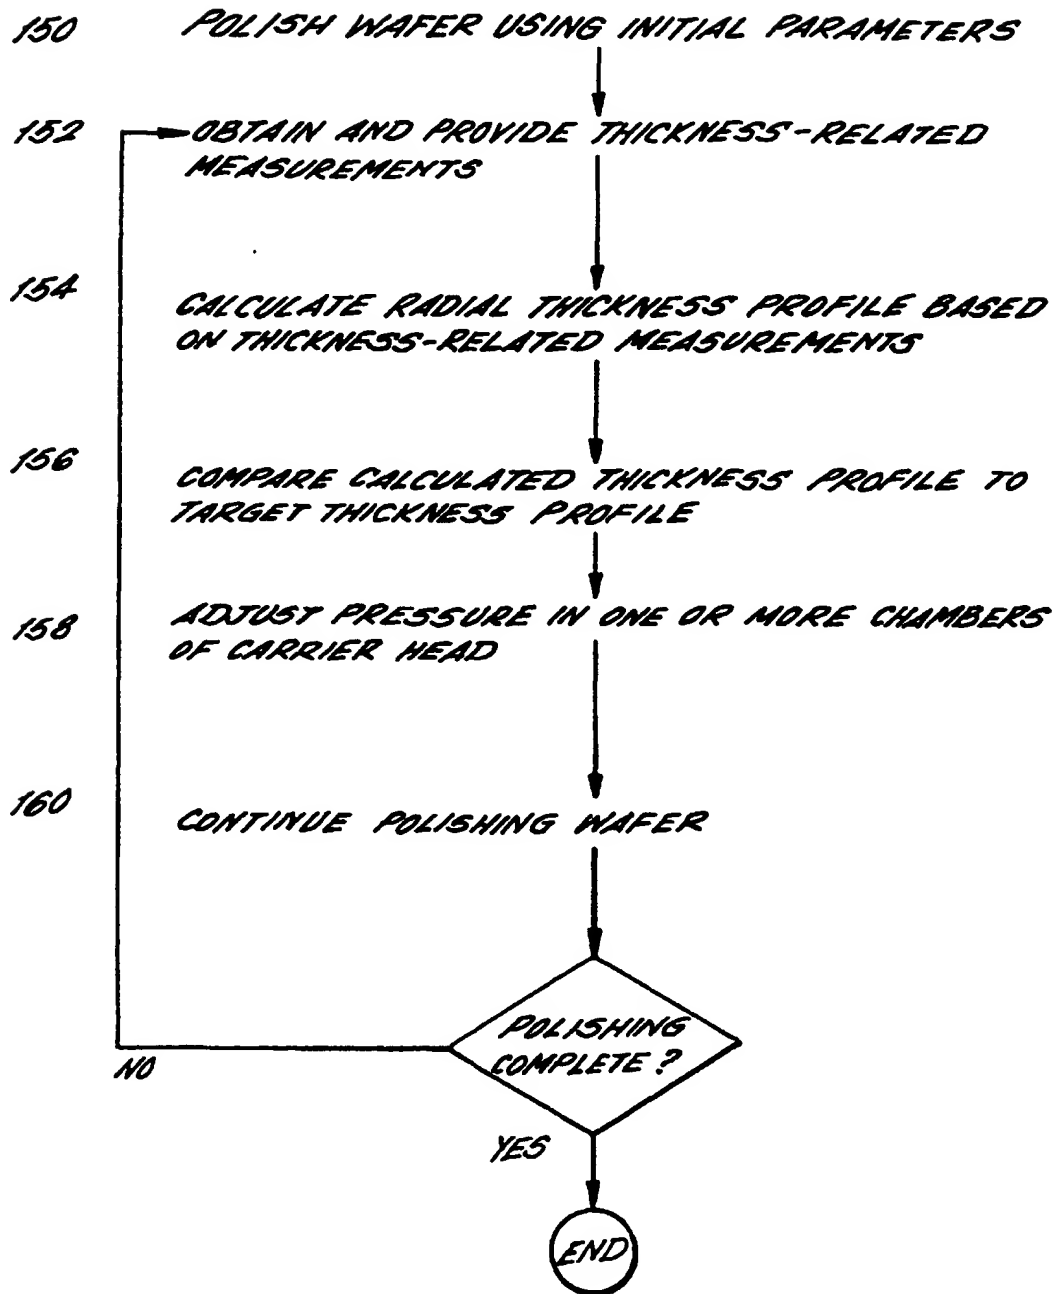 150 POLISH WAFER USING INITIAL PARAMETERS
152 OBTAIN AND PROVIDE THICKNESS-RELATED
MEASUREMENTS
154 CALCULATE RADIAL THICKNESS PROFILE BASED
ON THICKNESS-RELATED MEASUREMENTS
156 COMPARE CALCULATED THICKNESS PROFILE TO
TARGET THICKNESS PROFILE
158 ADJUST PRESSURE IN ONE OR MORE CHAMBERS
OF CARRIER HEAD
160 CONTINUE POLISHING WAFER
POLISHING
COMPLETE?
NO
YES
END